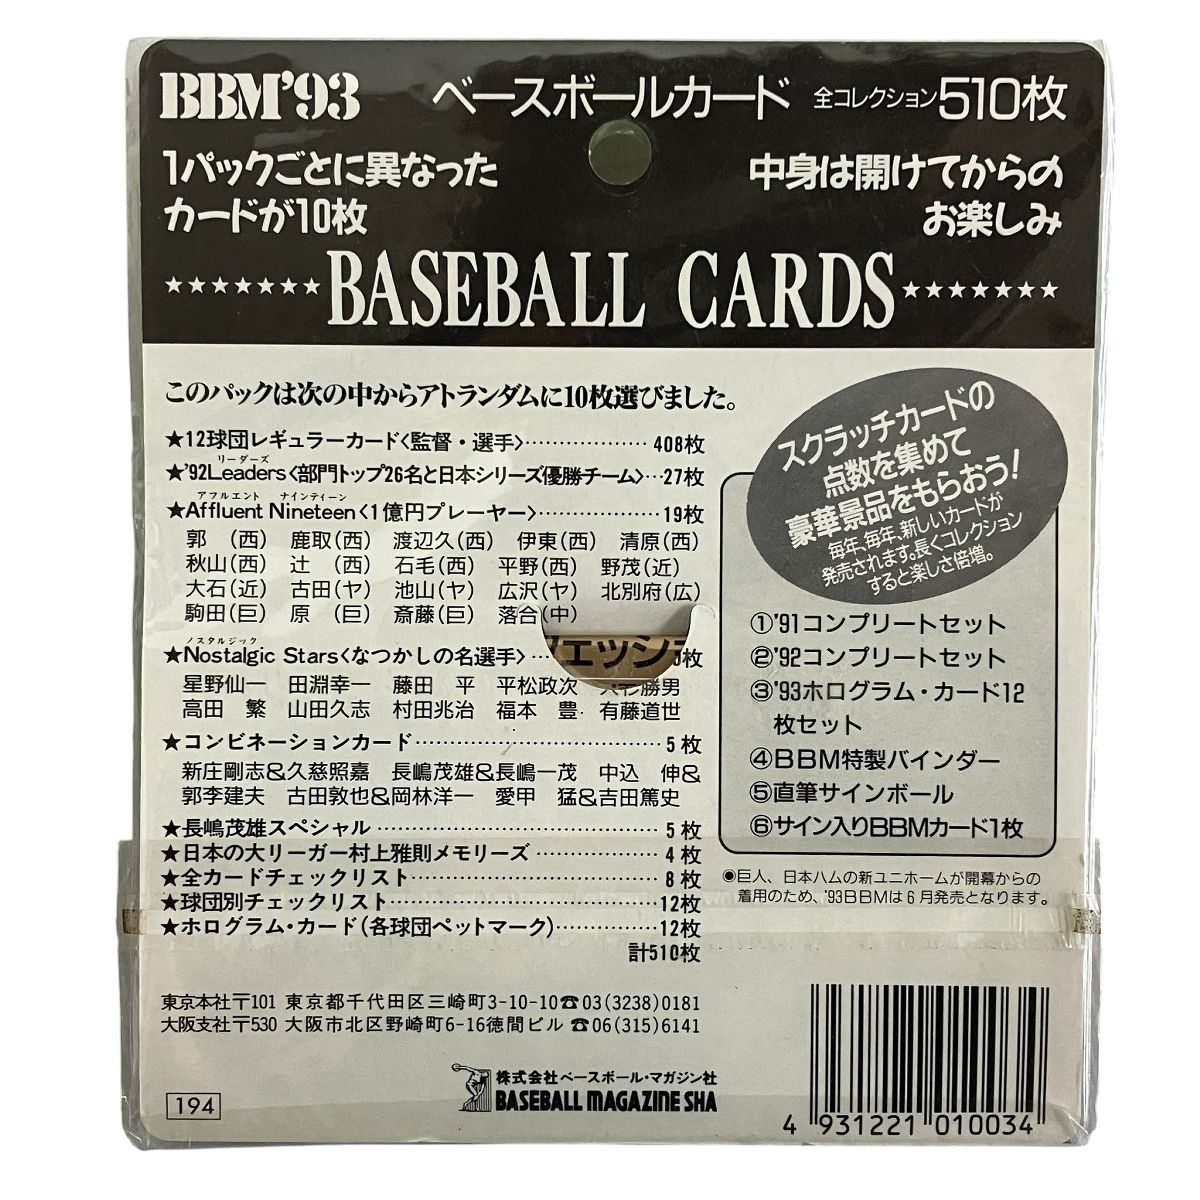 BBM'93 ベースボールカード 全コレクション510枚
1パックごとに異なった
カードが10枚
中身は開けてからの
お楽しみ
★★★★★★★BASEBALL CARDS★★★★★★★
このパックは次の中からアトランダムに10枚選びました。
★12球団レギュラーカード〈監督・選手〉……………… 408枚
リーダーズ
★'92Leaders〈部門トップ26名と日本シリーズ優勝チーム〉…27枚
アフルエント ナインティーン
★Affluent Nineteen〈1億円プレーヤー〉……………… 19枚
郭 (西) 鹿取(西) 渡辺久(西) 伊東(西) 清原(西)
秋山(西) 辻 (西) 石毛(西) 平野(西) 野茂(近)
大石(近) 古田(ヤ) 池山(ヤ) 広沢(ヤ) 北別府(広)
駒田(巨) 原 (巨) 斎藤(巨) 落合(中)
ノスタルジック
★Nostalgic Stars〈なつかしの名選手〉… 枚
エッシ
星野仙一 田淵幸一 藤田 平 平松政次 勝男
高田 繁 山田久志 村田兆治 福本 豊 有藤道世
★コンビネーションカード……………… 5枚
新庄剛志&久慈照嘉 長嶋茂雄&長嶋一茂 中込 伸&
郭李建夫 古田敦也&岡林洋一 愛甲 猛&吉田篤史
★長嶋茂雄スペシャル ……………… 5枚
★日本の大リーガー村上雅則メモリーズ ……………… 4枚
★全カードチェックリスト……………… 8枚
★球団別チェックリスト……………… 12枚
★ホログラム・カード(各球団ペットマーク)………… 12枚
計510枚
スクラッチカードの
点数を集めて
豪華景品をもらおう!
毎年、毎年、新しいカードが
発売されます。長くコレクション
すると楽しさ倍増。
①'91コンプリートセット
②'92コンプリートセット
③'93ホログラム・カード12
枚セット
④BBM特製バインダー
⑤直筆サインボール
⑥サイン入りBBMカード1枚
●巨人、日本ハムの新ユニホームが開幕からの
着用のため、'93BBMは6月発売となります。
東京本社〒101 東京都千代田区三崎町3-10-10☎03(3238)0181
大阪支社〒530 大阪市北区野崎町6-16徳間ビル ☎06(315)6141
株式会社ベースボール・マガジン社
BASEBALL MAGAZINE SHA
194
4 931221 010034